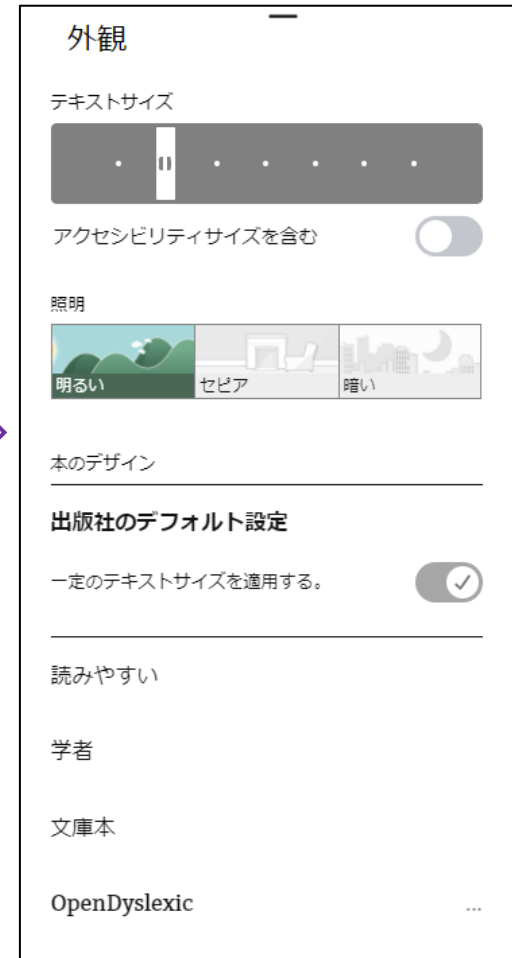 外観
テキストサイズ
アクセシビリティサイズを含む
照明
明るい セピア 暗い
本のデザイン
出版社のデフォルト設定
一定のテキストサイズを適用する。
読みやすい
学者
文庫本
OpenDyslexic ...